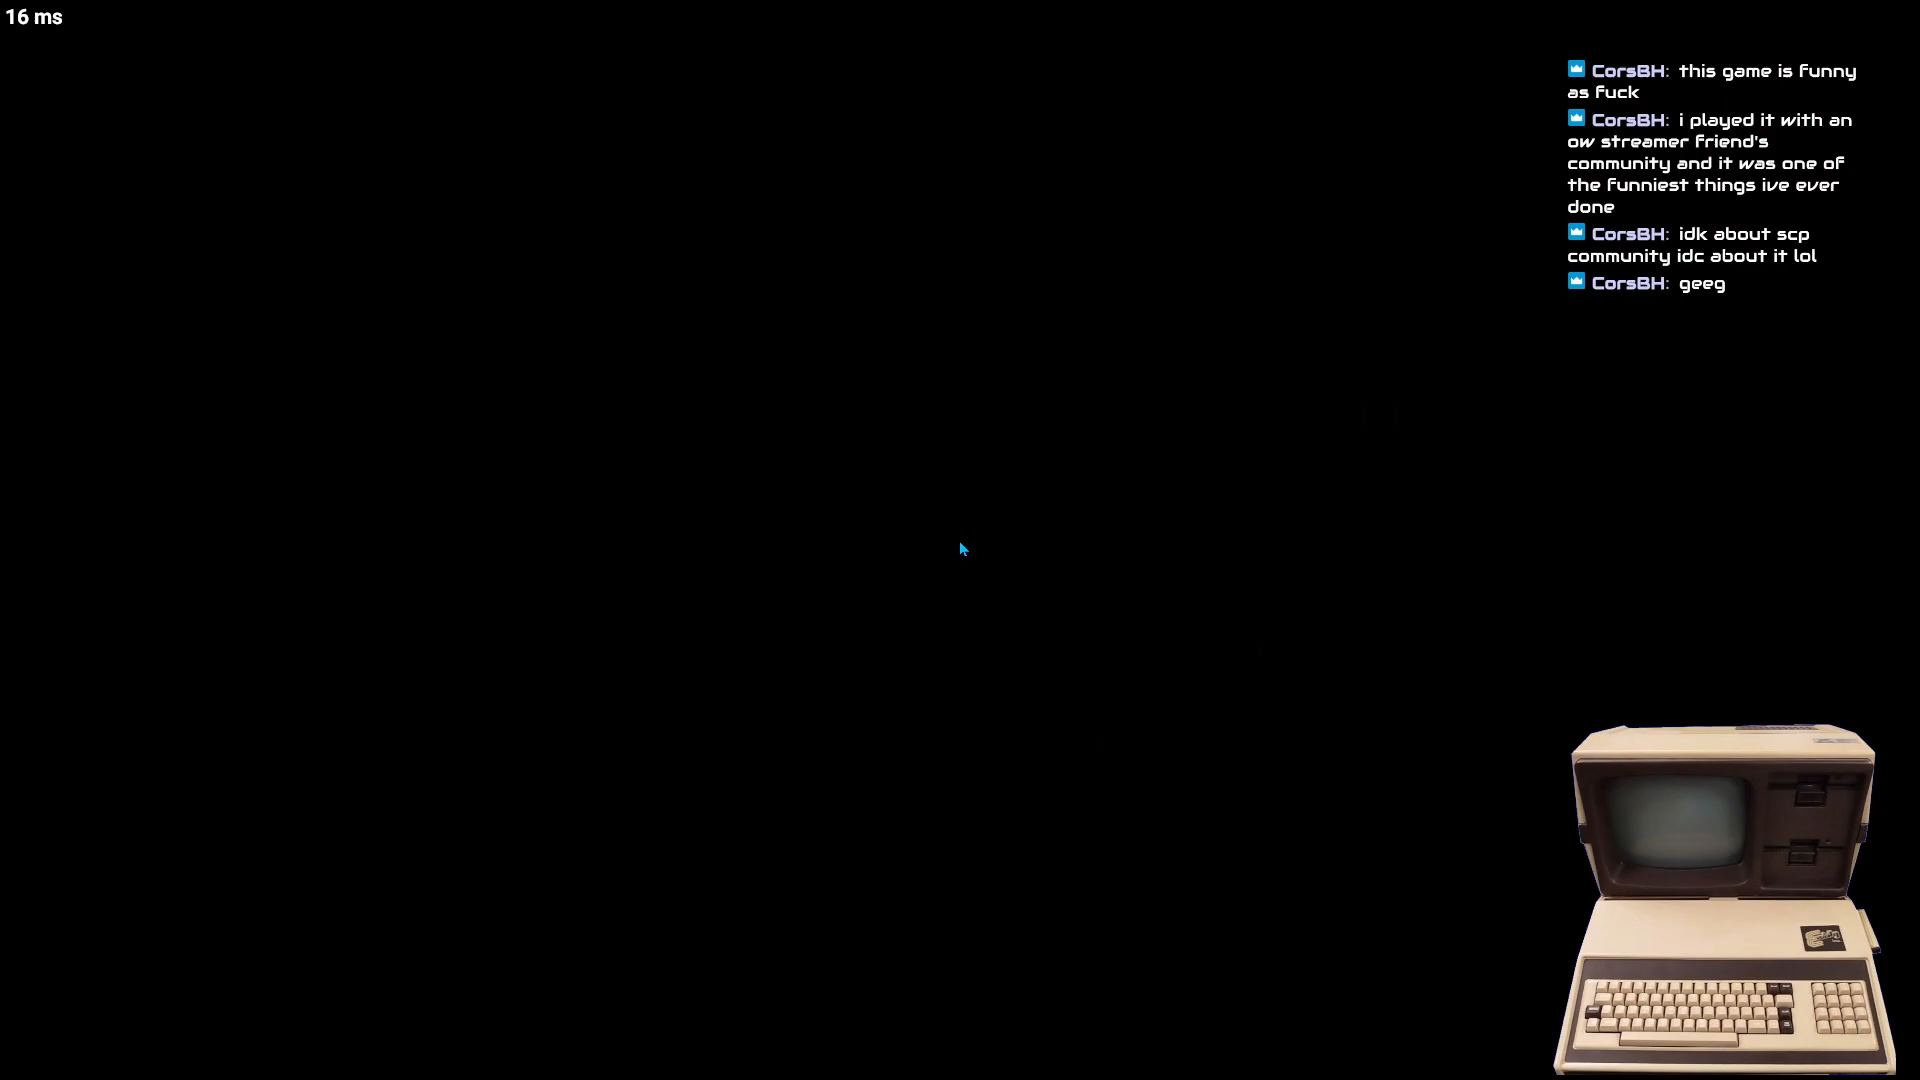 16 ms
CorsBH: this game is funny
as fuck
CorsBH: i played it with an
ow streamer friend's
community and it was one of
the funniest things ive ever
done
CorsBH: idk about scp
community idc about it lol
CorsBH: geeg